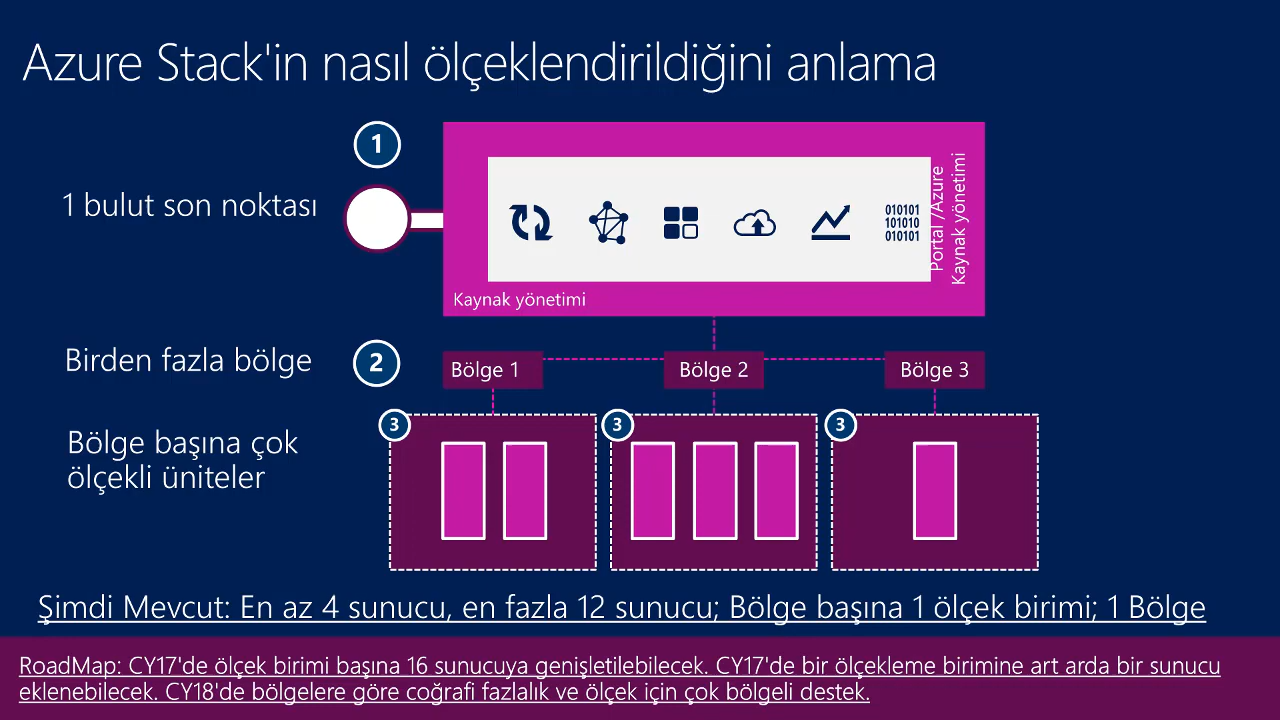 Azure Stack'in nasıl ölçeklendirildiğini anlama
1
1 bulut son noktası
010101
101010
010101
Portal /Azure
Kaynak yönetimi
Kaynak yönetimi
Birden fazla bölge
2
Bölge 1
Bölge 2
Bölge 3
3
3
3
Bölge başına çok
ölçekli üniteler
Şimdi Mevcut: En az 4 sunucu, en fazla 12 sunucu; Bölge başına 1 ölçek birimi; 1 Bölge
RoadMap: CY17'de ölçek birimi başına 16 sunucuya genişletilebilecek. CY17'de bir ölçekleme birimine art arda bir sunucu
eklenebilecek. CY18'de bölgelere göre coğrafi fazlalık ve ölçek için çok bölgeli destek.